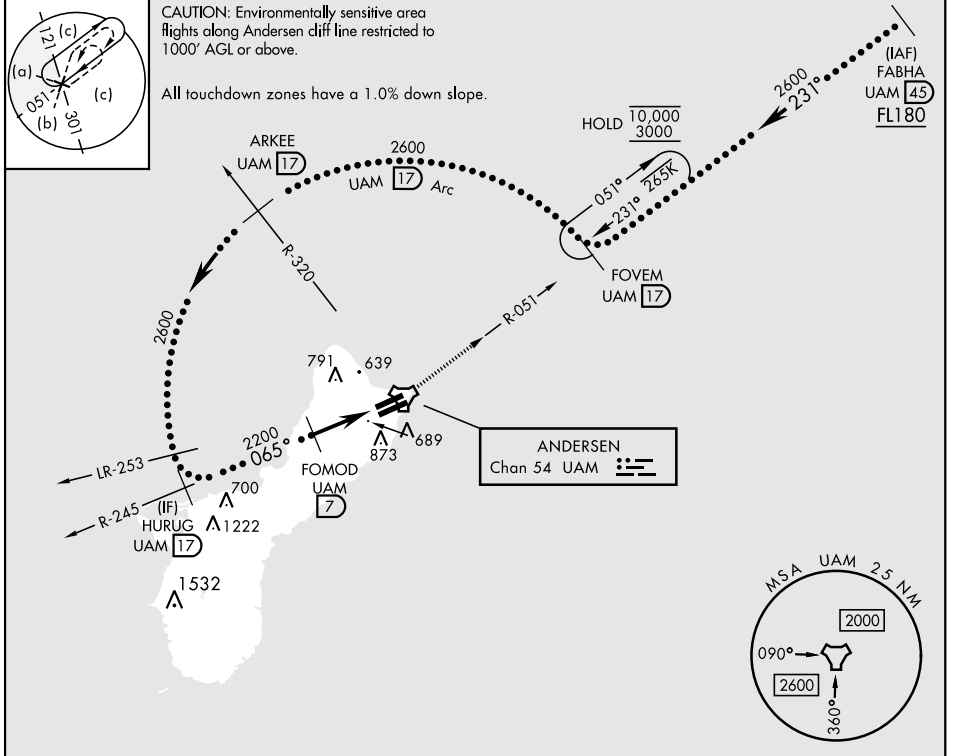 CAUTION: Environmentally sensitive area
flights along Andersen cliff line restricted to
1000' AGL or above.
All touchdown zones have a 1.0% down slope.
121
(c)
(a)
(c)
051
(b)
301
(IAF)
FABHA
UAM 45
FL180
2600
231°
HOLD 10,000
3000
051°
265K
231°
FOVEM
UAM 17
ARKEE
UAM 17
2600
UAM 17 Arc
R-320
R-051
2600
791
639
689
873
ANDERSEN
Chan 54 UAM
2200
065°
FOMOD
UAM
7
LR-253
R-245
(IF)
HURUG
UAM 17
700
1222
1532
MSA UAM 25 NM
2000
090°
2600
360°